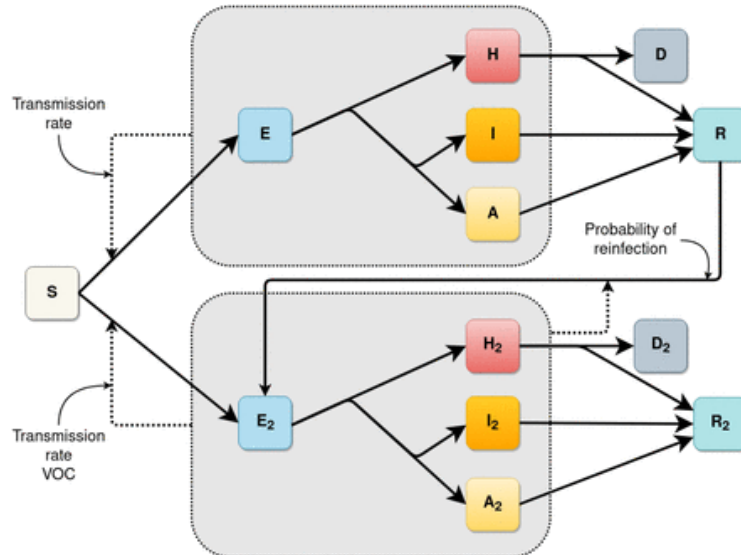 H
D
Transmission
rate
E
I
R
A
Probability of
reinfection
S
H₂
D₂
E₂
I₂
R₂
Transmission
rate
VOC
A₂